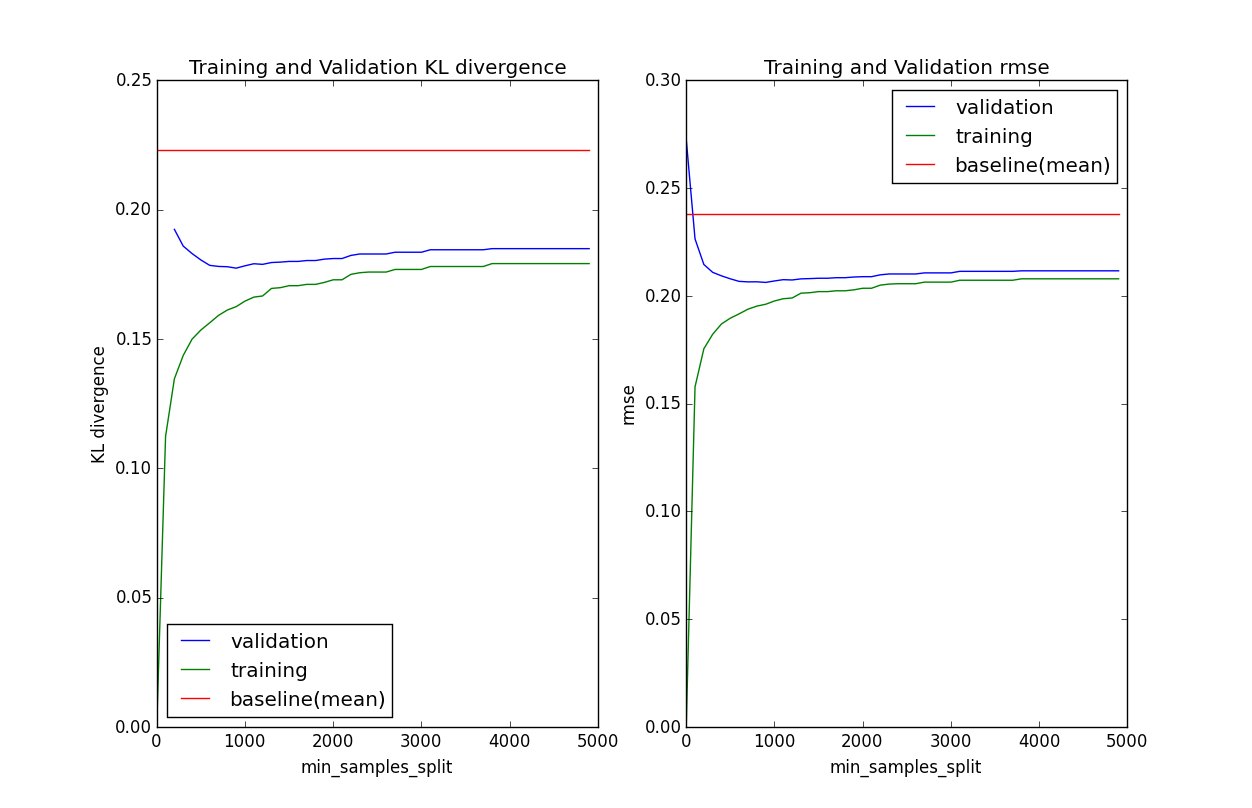 Training and Validation KL divergence
0.25
0.20
0.15
0.10
0.05
0.00
KL divergence
validation
training
baseline(mean)
0 1000 2000 3000 4000 5000
min_samples_split
Training and Validation rmse
0.30
0.25
0.20
0.15
0.10
0.05
0.00
rmse
validation
training
baseline(mean)
0 1000 2000 3000 4000 5000
min_samples_split